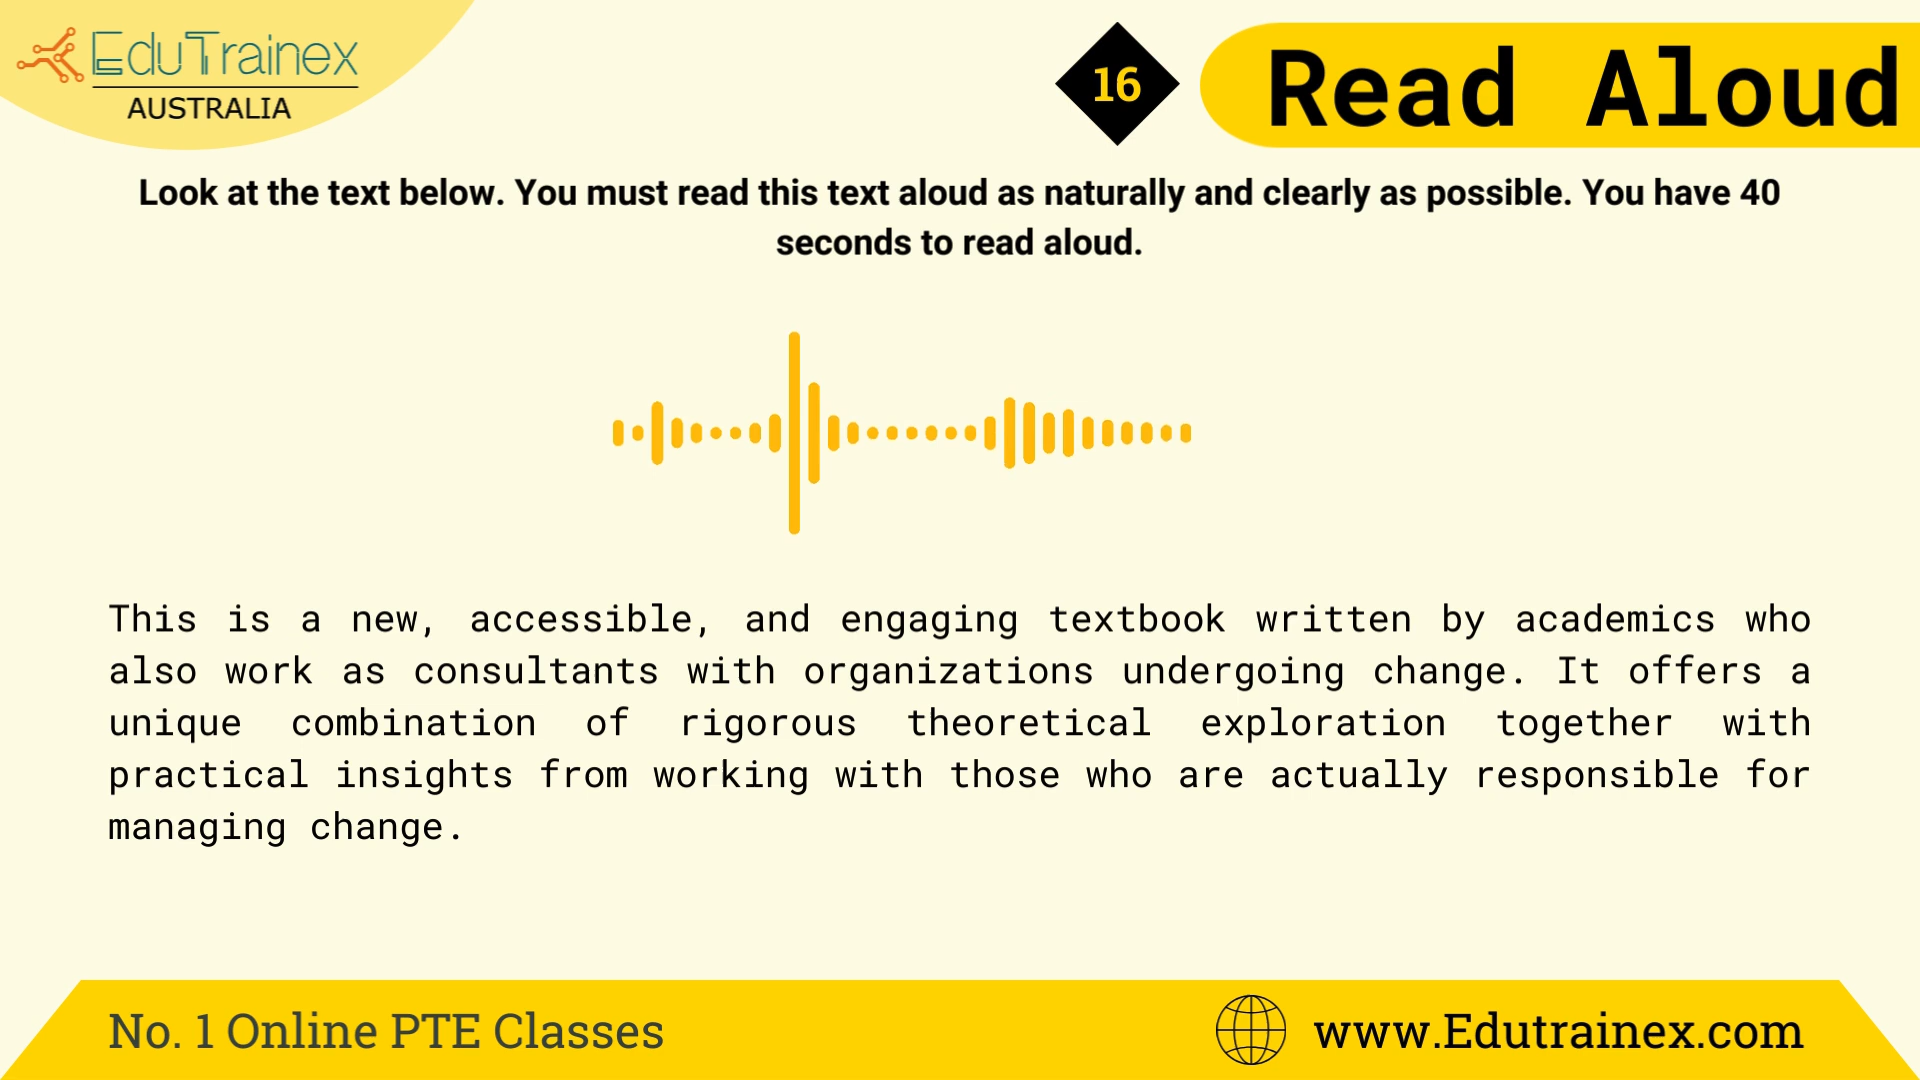 EduTrainex
AUSTRALIA
16
Read Aloud
Look at the text below. You must read this text aloud as naturally and clearly as possible. You have 40
seconds to read aloud.
This is a new, accessible, and engaging textbook written by academics who
also work as consultants with organizations undergoing change. It offers a
unique combination of rigorous theoretical exploration together with
practical insights from working with those who are actually responsible for
managing change.
No. 1 Online PTE Classes
www.Edutrainex.com